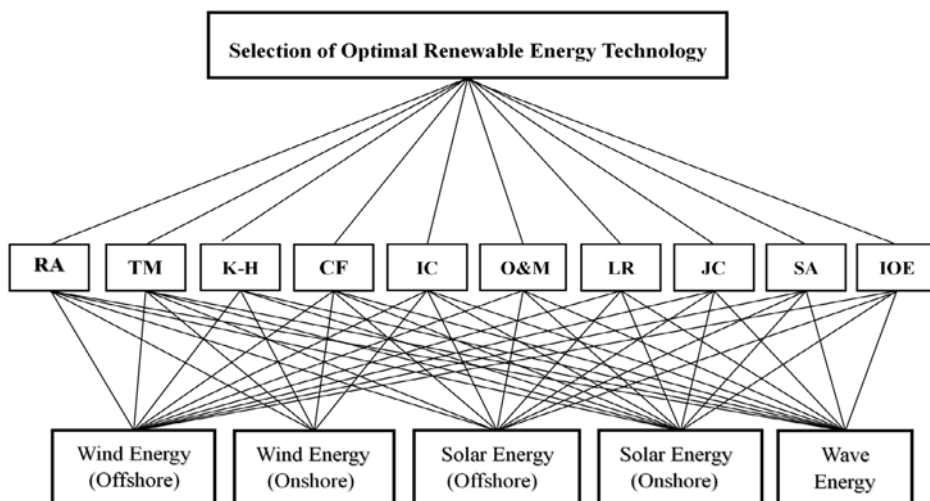 Selection of Optimal Renewable Energy Technology
RA
TM
K-H
CF
IC
O&M
LR
JC
SA
IOE
Wind Energy
(Offshore)
Wind Energy
(Onshore)
Solar Energy
(Offshore)
Solar Energy
(Onshore)
Wave
Energy